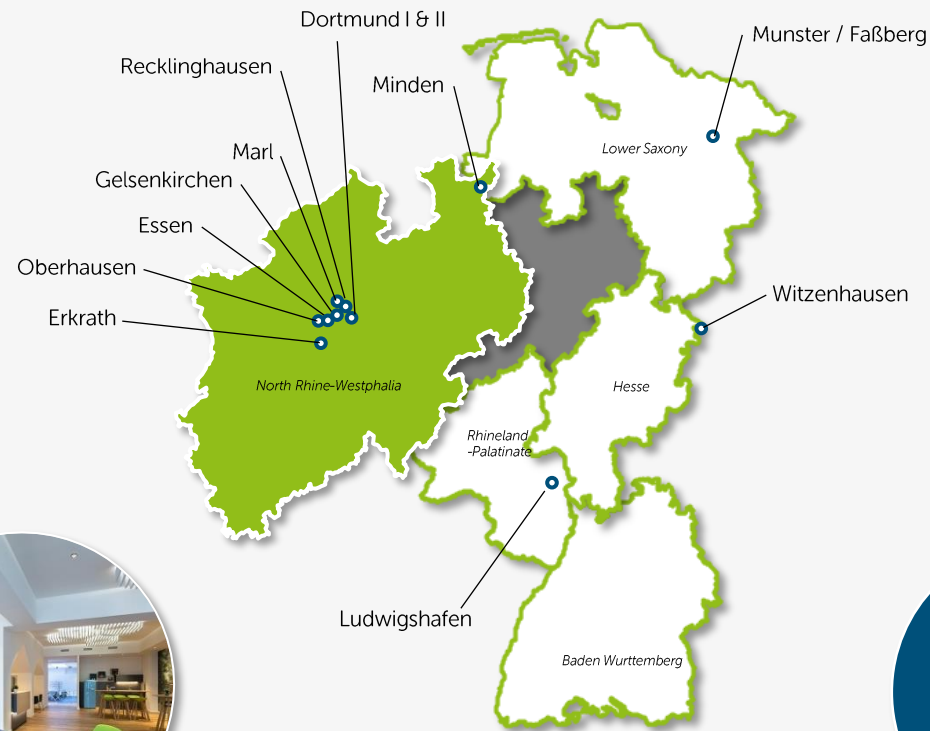 Dortmund I & II
Munster / Faßberg
Recklinghausen
Minden
Marl
Lower Saxony
Gelsenkirchen
Essen
Oberhausen
Witzenhausen
Erkrath
North Rhine-Westphalia
Hesse
Rhineland
-Palatinate
Ludwigshafen
Baden Wurttemberg